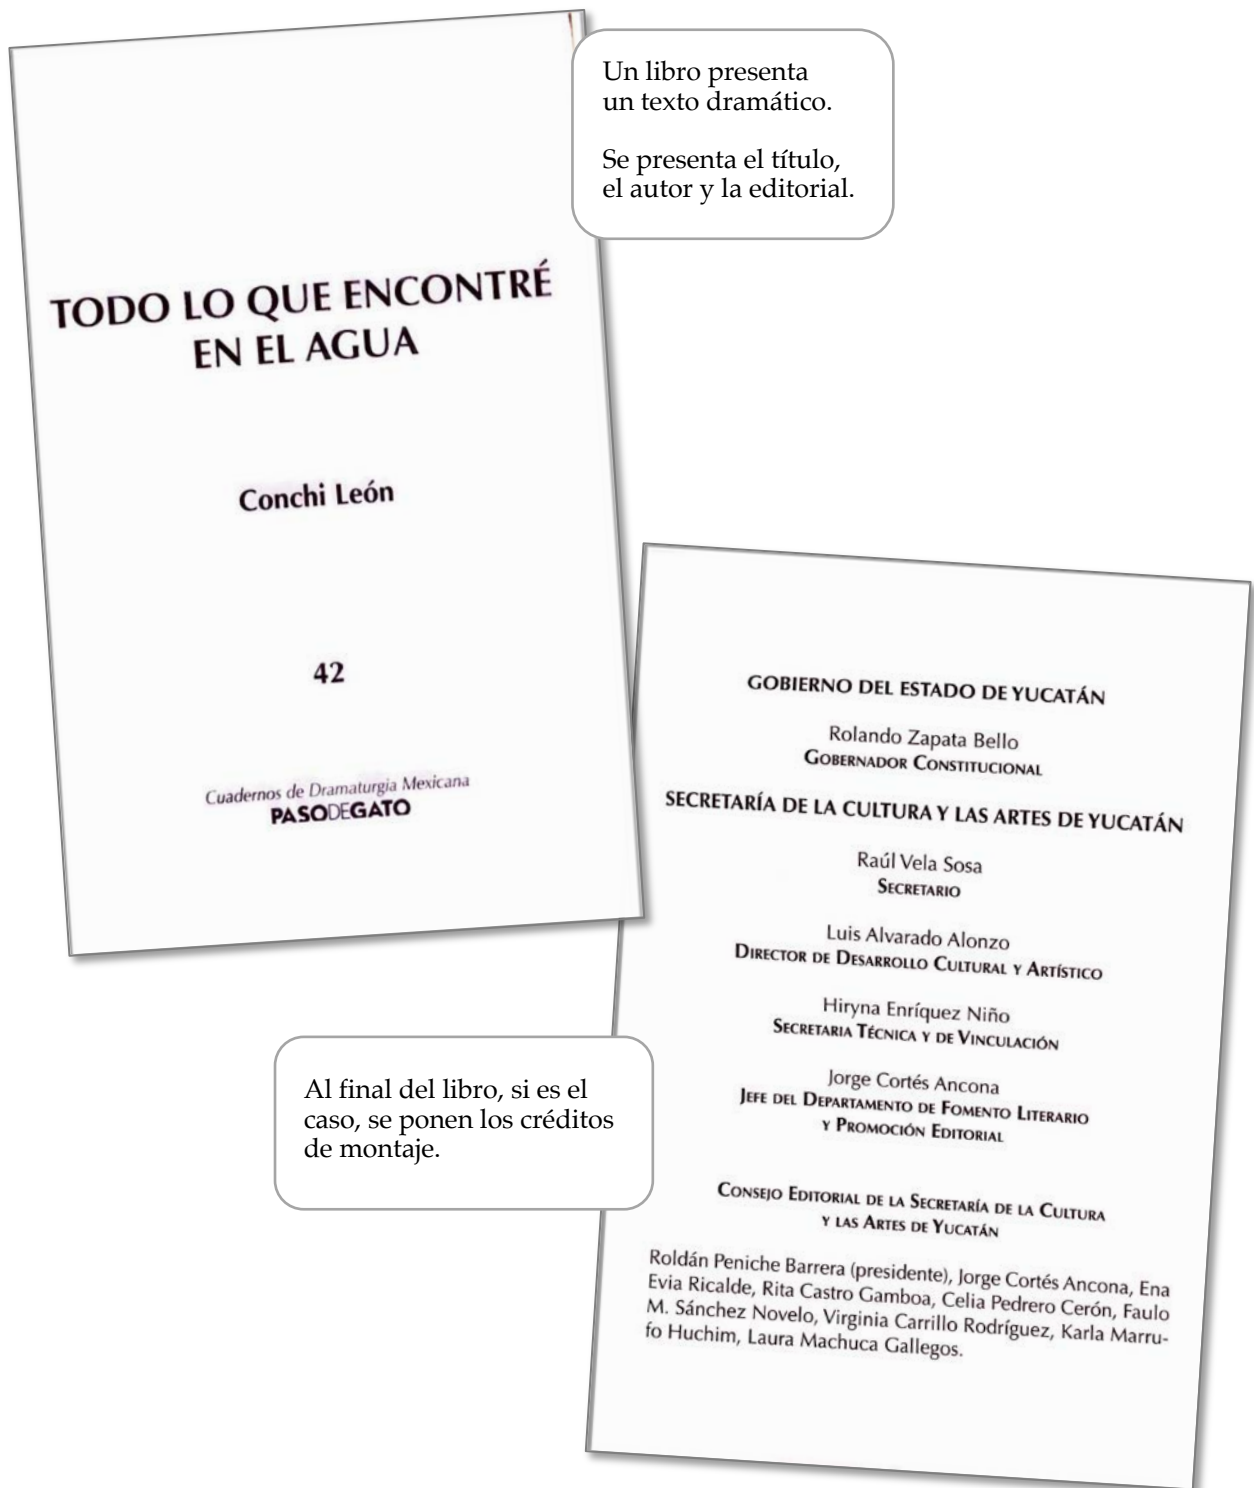 Un libro presenta
un texto dramático.
Se presenta el título,
el autor y la editorial.
TODO LO QUE ENCONTRÉ
EN EL AGUA
Conchi León
42
Cuadernos de Dramaturgia Mexicana
PASODEGATO
GOBIERNO DEL ESTADO DE YUCATÁN
Rolando Zapata Bello
GOBERNADOR CONSTITUCIONAL
SECRETARÍA DE LA CULTURA Y LAS ARTES DE YUCATÁN
Raúl Vela Sosa
SECRETARIO
Luis Alvarado Alonzo
DIRECTOR DE DESARROLLO CULTURAL Y ARTÍSTICO
Hiryna Enríquez Niño
SECRETARIA TÉCNICA Y DE VINCULACIÓN
Jorge Cortés Ancona
JEFE DEL DEPARTAMENTO DE FOMENTO LITERARIO
Y PROMOCIÓN EDITORIAL
CONSEJO EDITORIAL DE LA SECRETARÍA DE LA CULTURA
Y LAS ARTES DE YUCATÁN
Roldán Peniche Barrera (presidente), Jorge Cortés Ancona, Ena
Evia Ricalde, Rita Castro Gamboa, Celia Pedrero Cerón, Faulo
M. Sánchez Novelo, Virginia Carrillo Rodríguez, Karla Marru-
fo Huchim, Laura Machuca Gallegos.
Al final del libro, si es el
caso, se ponen los créditos
de montaje.